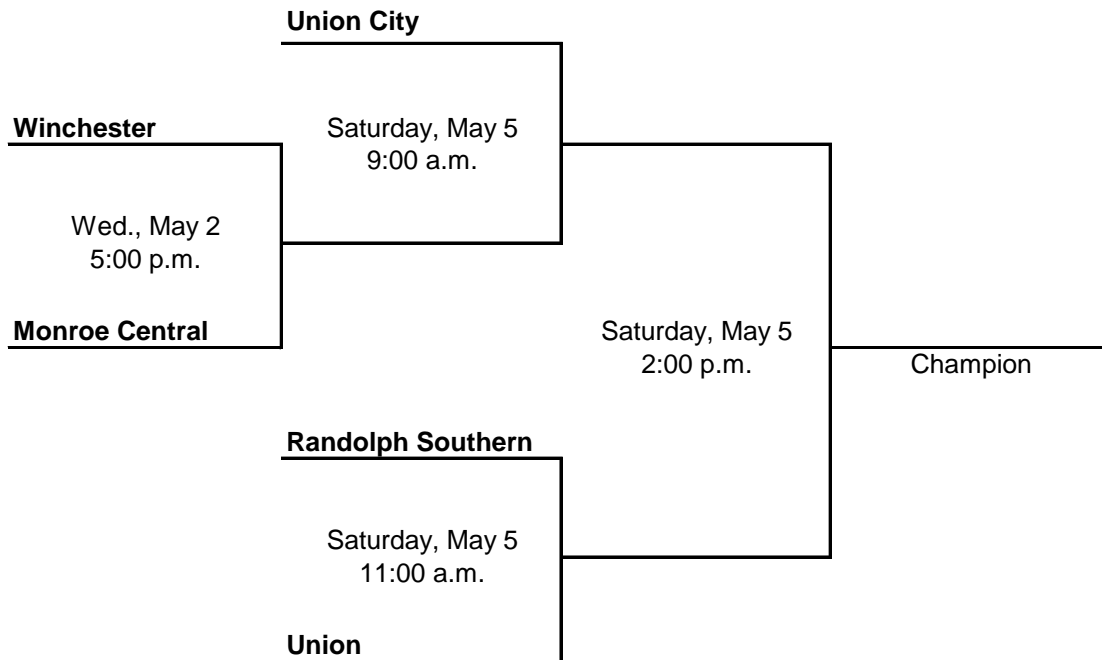 Union City
Winchester
Saturday, May 5
9:00 a.m.
Wed., May 2
5:00 p.m.
Monroe Central
Saturday, May 5
2:00 p.m.
Champion
Randolph Southern
Saturday, May 5
11:00 a.m.
Union